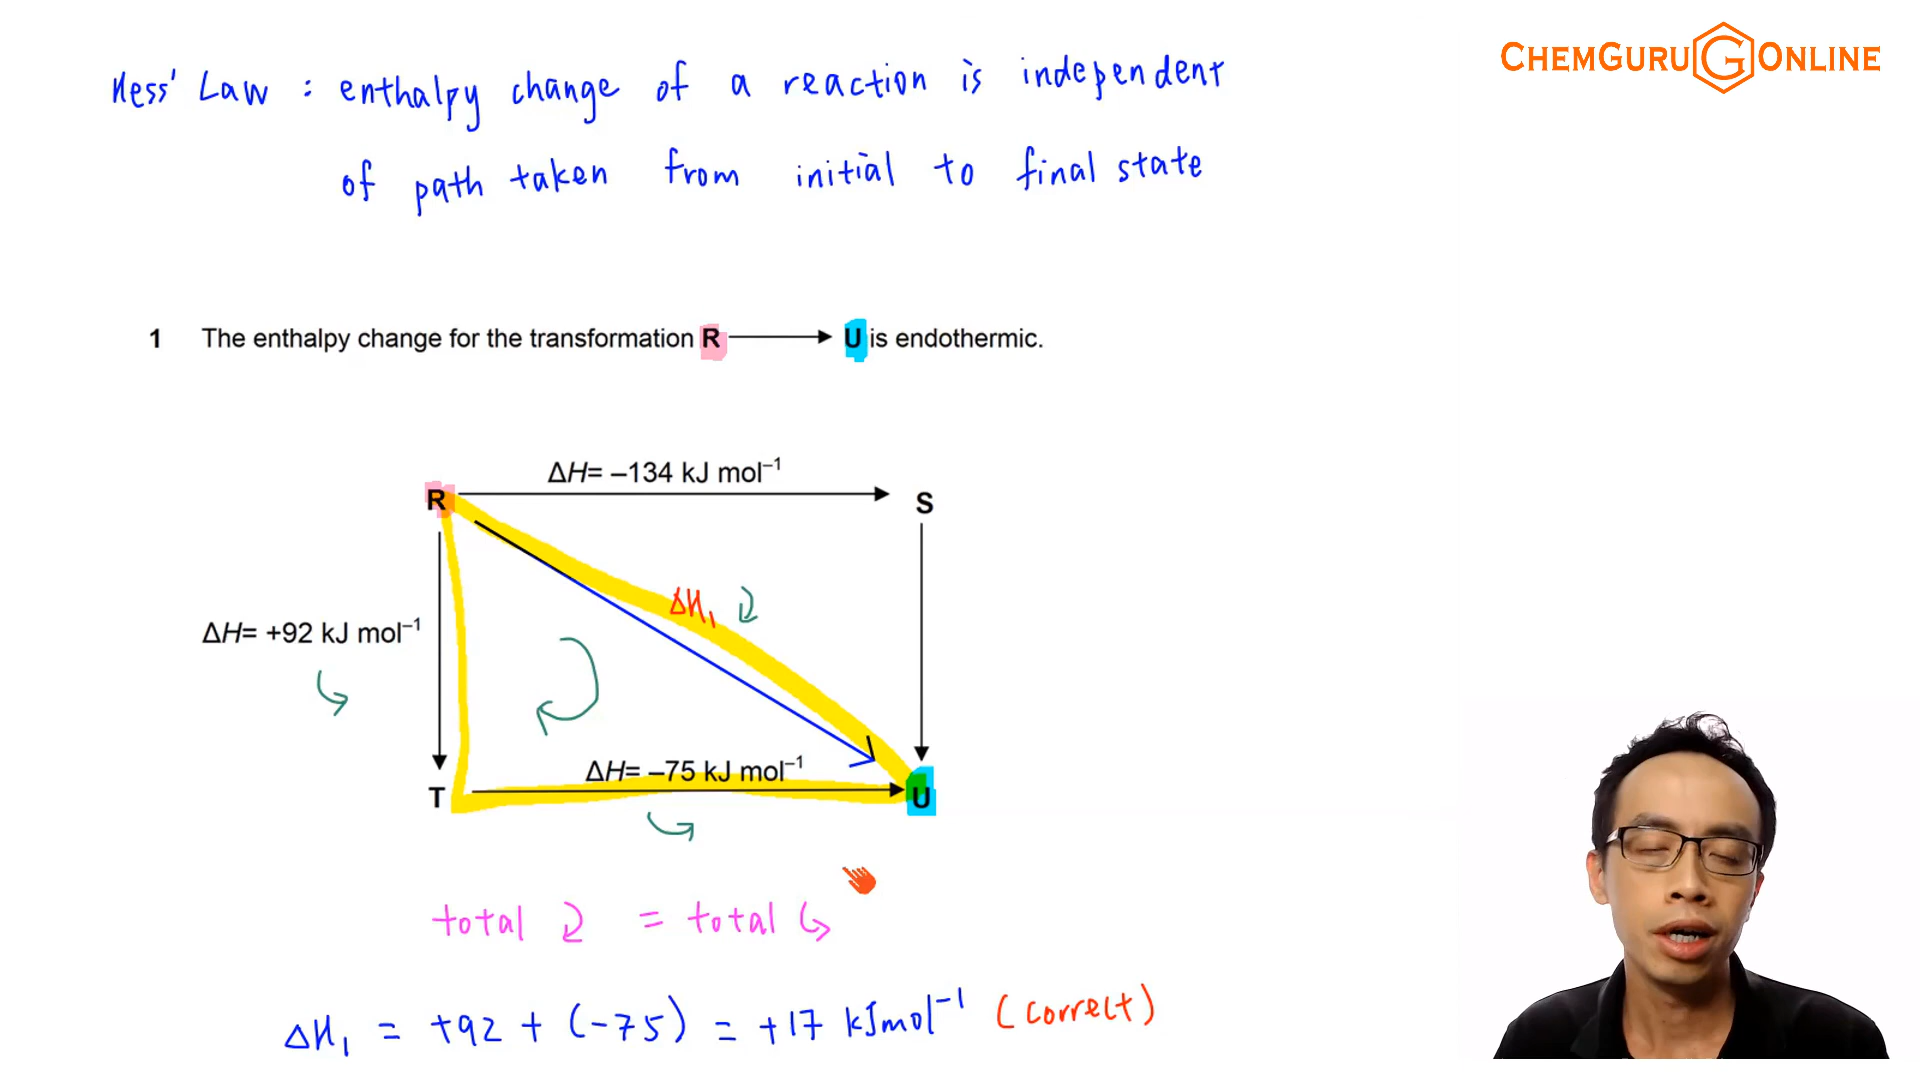 CHEMGURU G ONLINE
Hess' Law : enthalpy change of a reaction is independent
of path taken from initial to final state
1 The enthalpy change for the transformation R → U is endothermic.
ΔH= –134 kJ mol⁻¹
R S
ΔH₁
ΔH= +92 kJ mol⁻¹
ΔH= –75 kJ mol⁻¹
T U
total ↲ = total ↳
ΔH₁ = +92 + (-75) = +17 kJmol⁻¹ (correct)